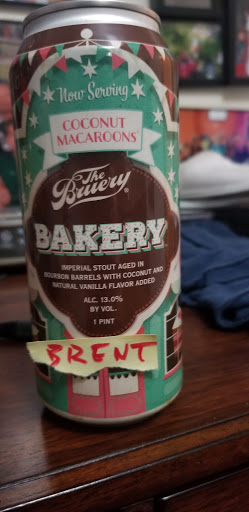 Now Serving
COCONUT
MACAROONS
The
Bruery®
BAKERY
IMPERIAL STOUT AGED IN
BOURBON BARRELS WITH COCONUT AND
NATURAL VANILLA FLAVOR ADDED
ALC. 13.0%
BY VOL.
1 PINT
BRENT